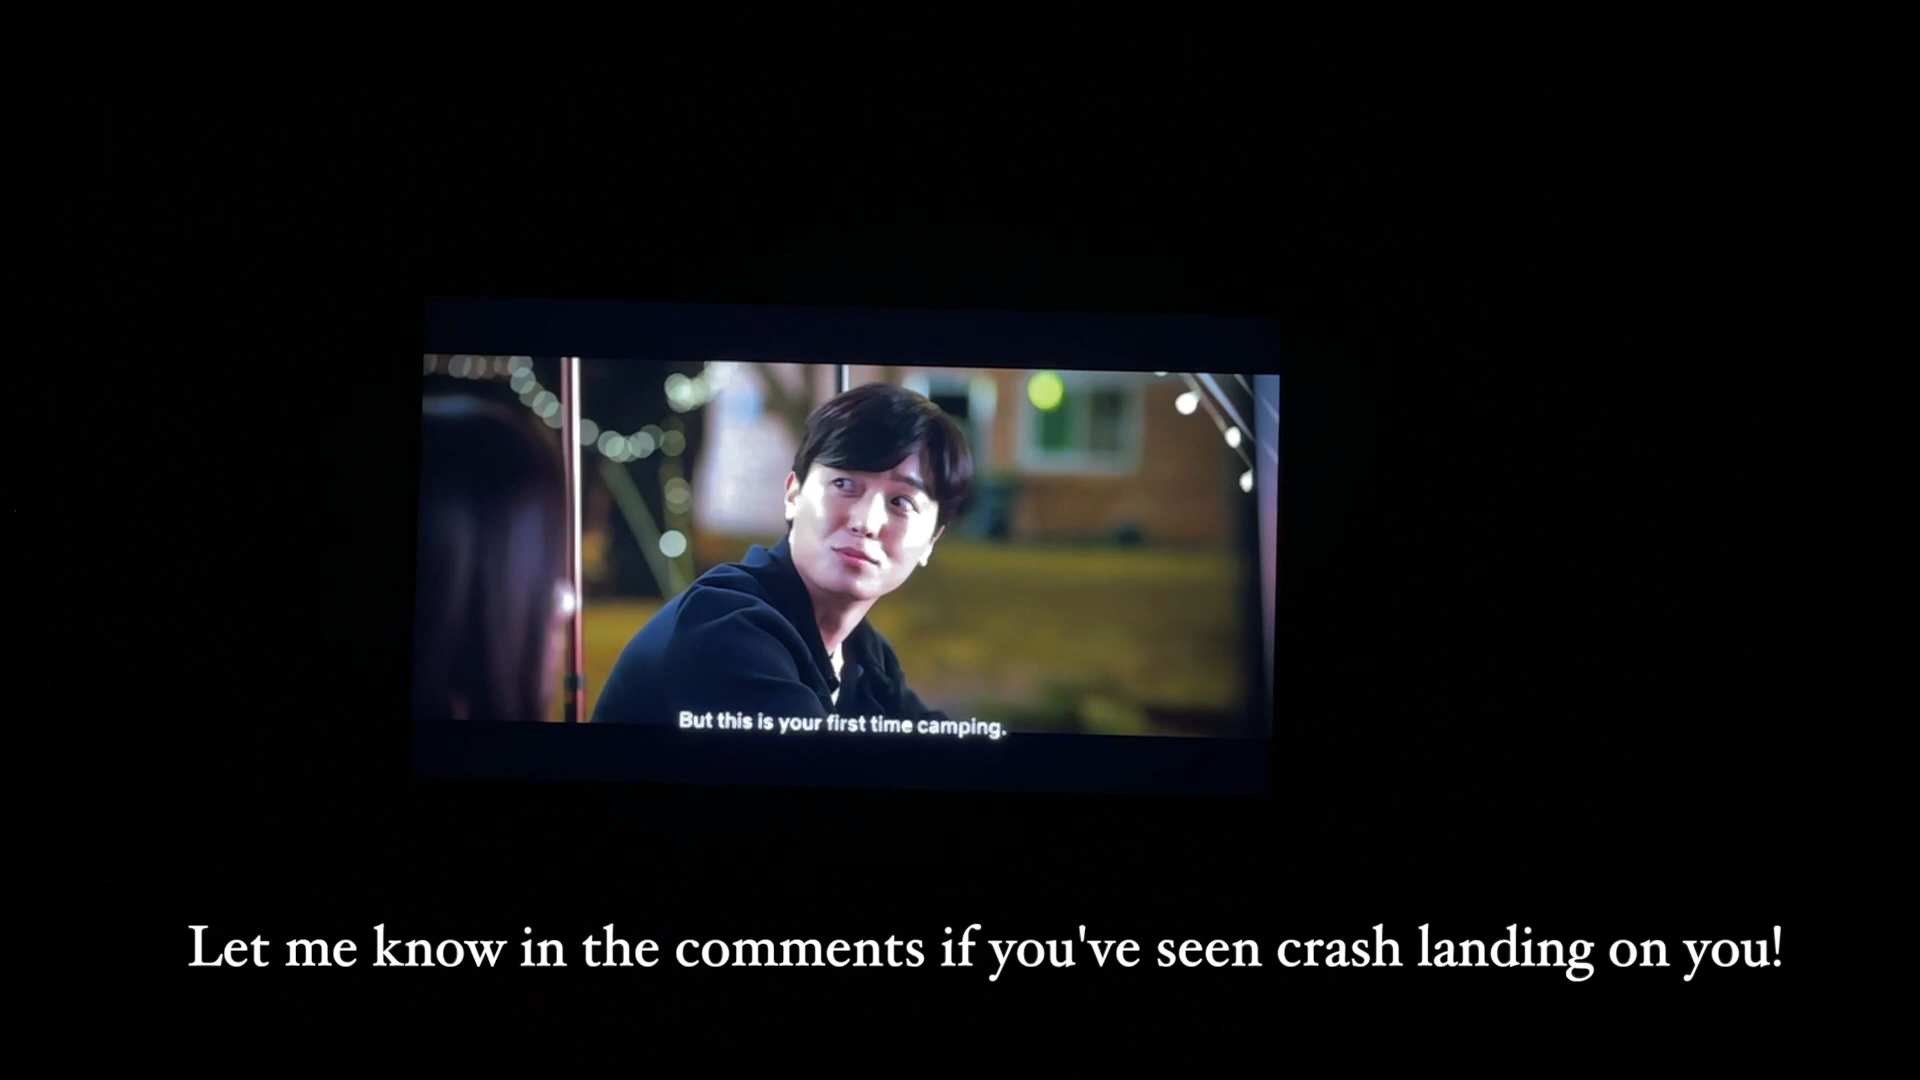 But this is your first time camping.
Let me know in the comments if you've seen crash landing on you!